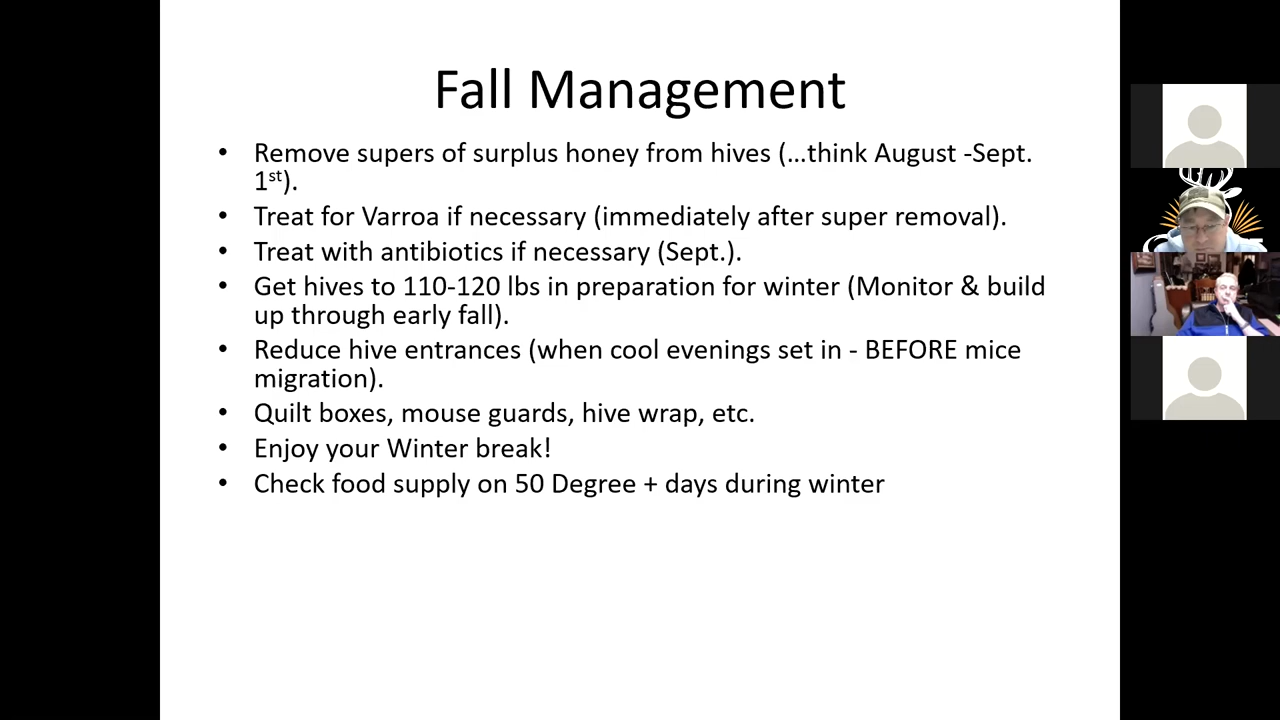 Fall Management
• Remove supers of surplus honey from hives (...think August -Sept.
1st).
• Treat for Varroa if necessary (immediately after super removal).
• Treat with antibiotics if necessary (Sept.).
• Get hives to 110-120 lbs in preparation for winter (Monitor & build
up through early fall).
• Reduce hive entrances (when cool evenings set in - BEFORE mice
migration).
• Quilt boxes, mouse guards, hive wrap, etc.
• Enjoy your Winter break!
• Check food supply on 50 Degree + days during winter